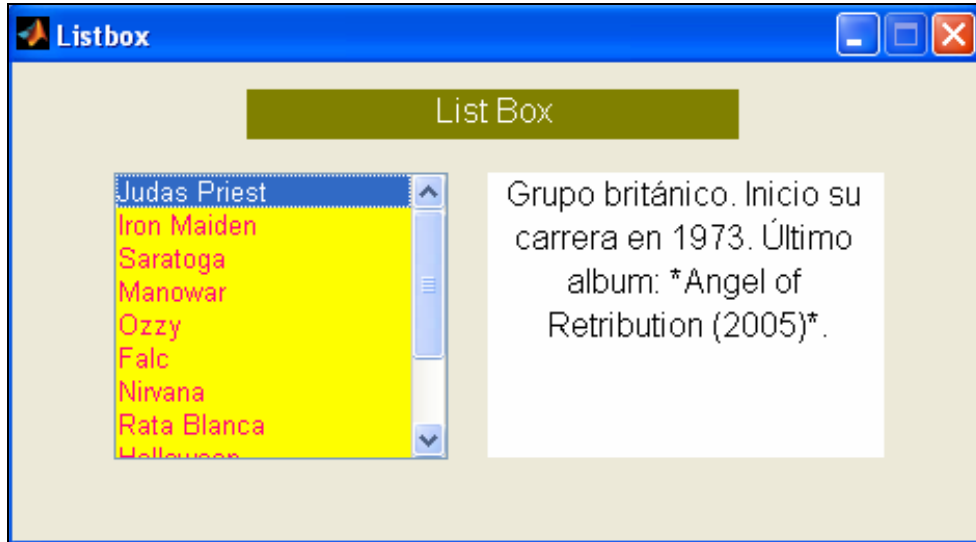 Listbox
List Box
Judas Priest
Iron Maiden
Saratoga
Manowar
Ozzy
Falc
Nirvana
Rata Blanca
Grupo británico. Inicio su
carrera en 1973. Último
album: *Angel of
Retribution (2005)*.